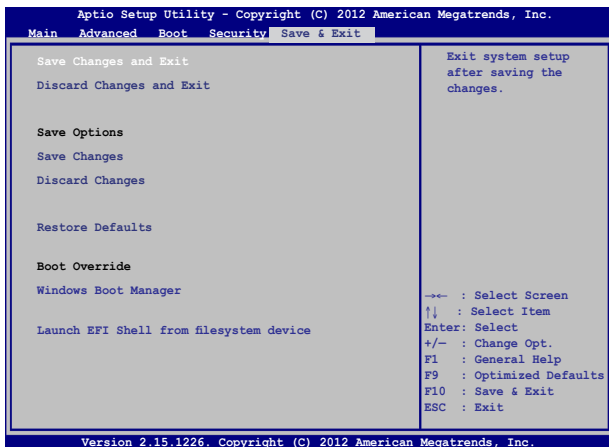 Aptio Setup Utility - Copyright (C) 2012 American Megatrends, Inc.
Main Advanced Boot Security Save & Exit
Save Changes and Exit
Discard Changes and Exit
Save Options
Save Changes
Discard Changes
Restore Defaults
Boot Override
Windows Boot Manager
Launch EFI Shell from filesystem device
Exit system setup
after saving the
changes.
→← : Select Screen
↑↓ : Select Item
Enter: Select
+/— : Change Opt.
F1 : General Help
F9 : Optimized Defaults
F10 : Save & Exit
ESC : Exit
Version 2.15.1226. Copyright (C) 2012 American Megatrends, Inc.